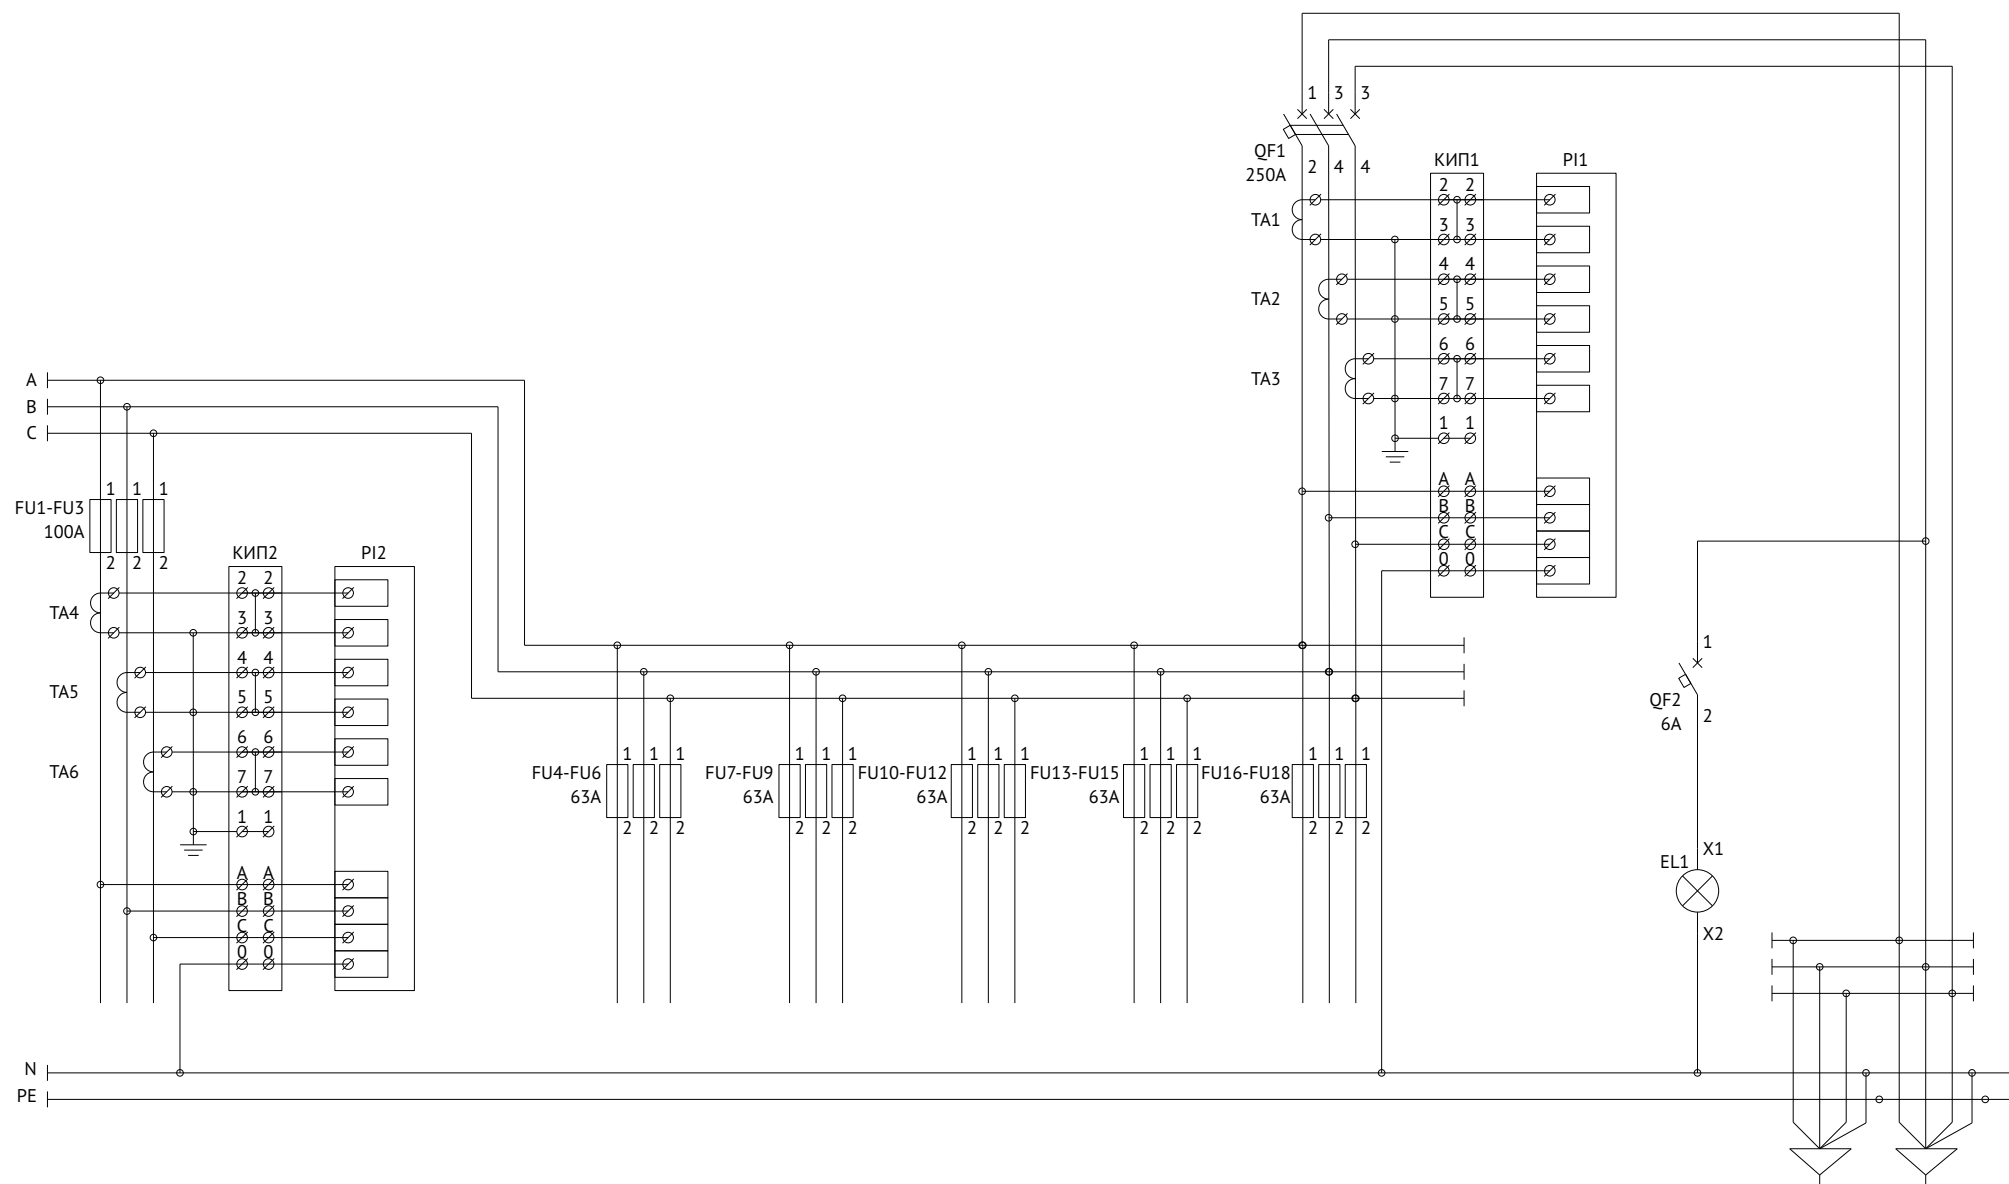 1 3 3
QF1
250A
2 4 4
КИП1
PI1
2 2
TA1
3 3
4 4
TA2
5 5
6 6
TA3
7 7
1 1
A A
B B
C C
0 0
A
B
C
1 1 1
FU1-FU3
100A
2 2 2
КИП2
PI2
2 2
TA4
3 3
4 4
TA5
5 5
6 6
TA6
7 7
1 1
A A
B B
C C
0 0
1 1 1
FU4-FU6
63A
2 2 2
1 1 1
FU7-FU9
63A
2 2 2
1 1 1
FU10-FU12
63A
2 2 2
1 1 1
FU13-FU15
63A
2 2 2
1 1 1
FU16-FU18
63A
2 2 2
1
QF2
6A
2
X1
EL1
X2
N
PE